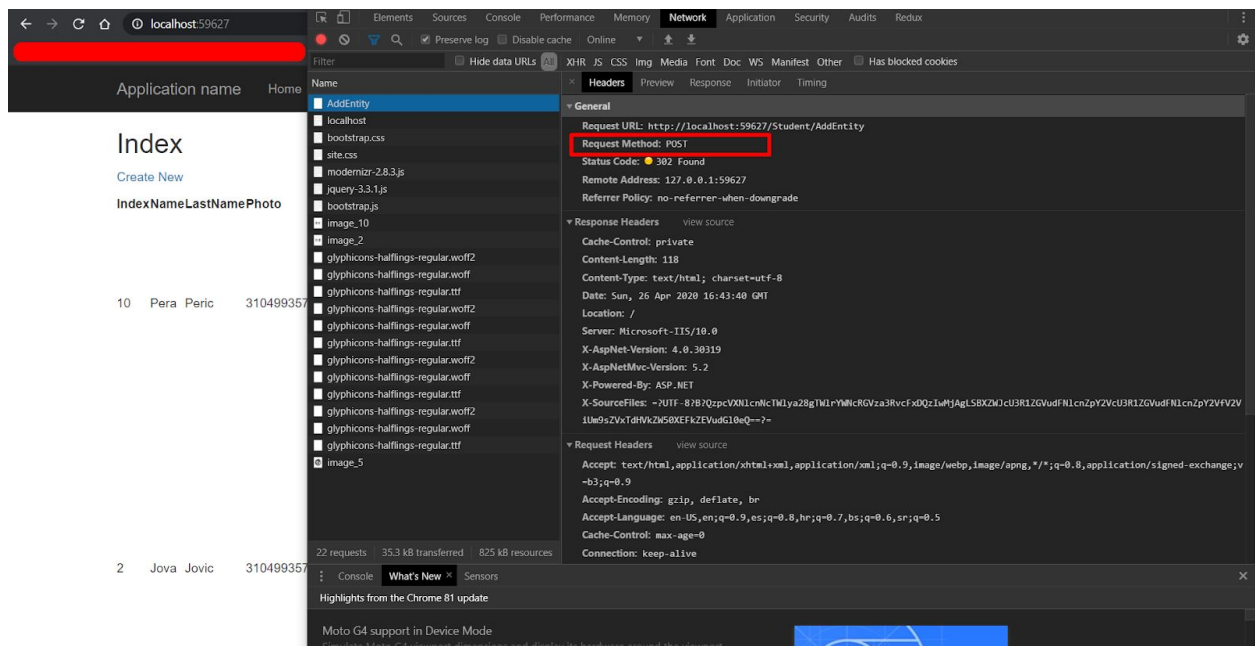 localhost:59627
Application name Home
Index
Create New
IndexNameLastNamePhoto
10 Pera Peric 310499357
2 Jova Jovic 310499357
Elements Sources Console Performance Memory Network Application Security Audits Redux
Preserve log Disable cache Online
Filter Hide data URLs All XHR JS CSS Img Media Font Doc WS Manifest Other Has blocked cookies
Name
AddEntity
localhost
bootstrap.css
site.css
modernizr-2.8.3.js
jquery-3.3.1.js
bootstrap.js
image_10
image_2
glyphicons-halflings-regular.woff2
glyphicons-halflings-regular.woff
glyphicons-halflings-regular.ttf
glyphicons-halflings-regular.woff2
glyphicons-halflings-regular.woff
glyphicons-halflings-regular.ttf
glyphicons-halflings-regular.woff2
glyphicons-halflings-regular.woff
glyphicons-halflings-regular.ttf
glyphicons-halflings-regular.woff2
glyphicons-halflings-regular.woff
glyphicons-halflings-regular.ttf
image_5
22 requests 35.3 kB transferred 825 kB resources
× Headers Preview Response Initiator Timing
General
Request URL: http://localhost:59627/Student/AddEntity
Request Method: POST
Status Code: 302 Found
Remote Address: 127.0.0.1:59627
Referrer Policy: no-referrer-when-downgrade
Response Headers view source
Cache-Control: private
Content-Length: 118
Content-Type: text/html; charset=utf-8
Date: Sun, 26 Apr 2020 16:43:40 GMT
Location: /
Server: Microsoft-IIS/10.0
X-AspNet-Version: 4.0.30319
X-AspNetMvc-Version: 5.2
X-Powered-By: ASP.NET
X-SourceFiles:
Request Headers view source
Accept: text/html,application/xhtml+xml,application/xml;q=0.9,image/webp,image/apng,*/*;q=0.8,application/signed-exchange;v
=b3;q=0.9
Accept-Encoding: gzip, deflate, br
Accept-Language: en-US,en;q=0.9,es;q=0.8,hr;q=0.7,bs;q=0.6,sr;q=0.5
Cache-Control: max-age=0
Connection: keep-alive
Console What's New × Sensors ×
Highlights from the Chrome 81 update
Moto G4 support in Device Mode